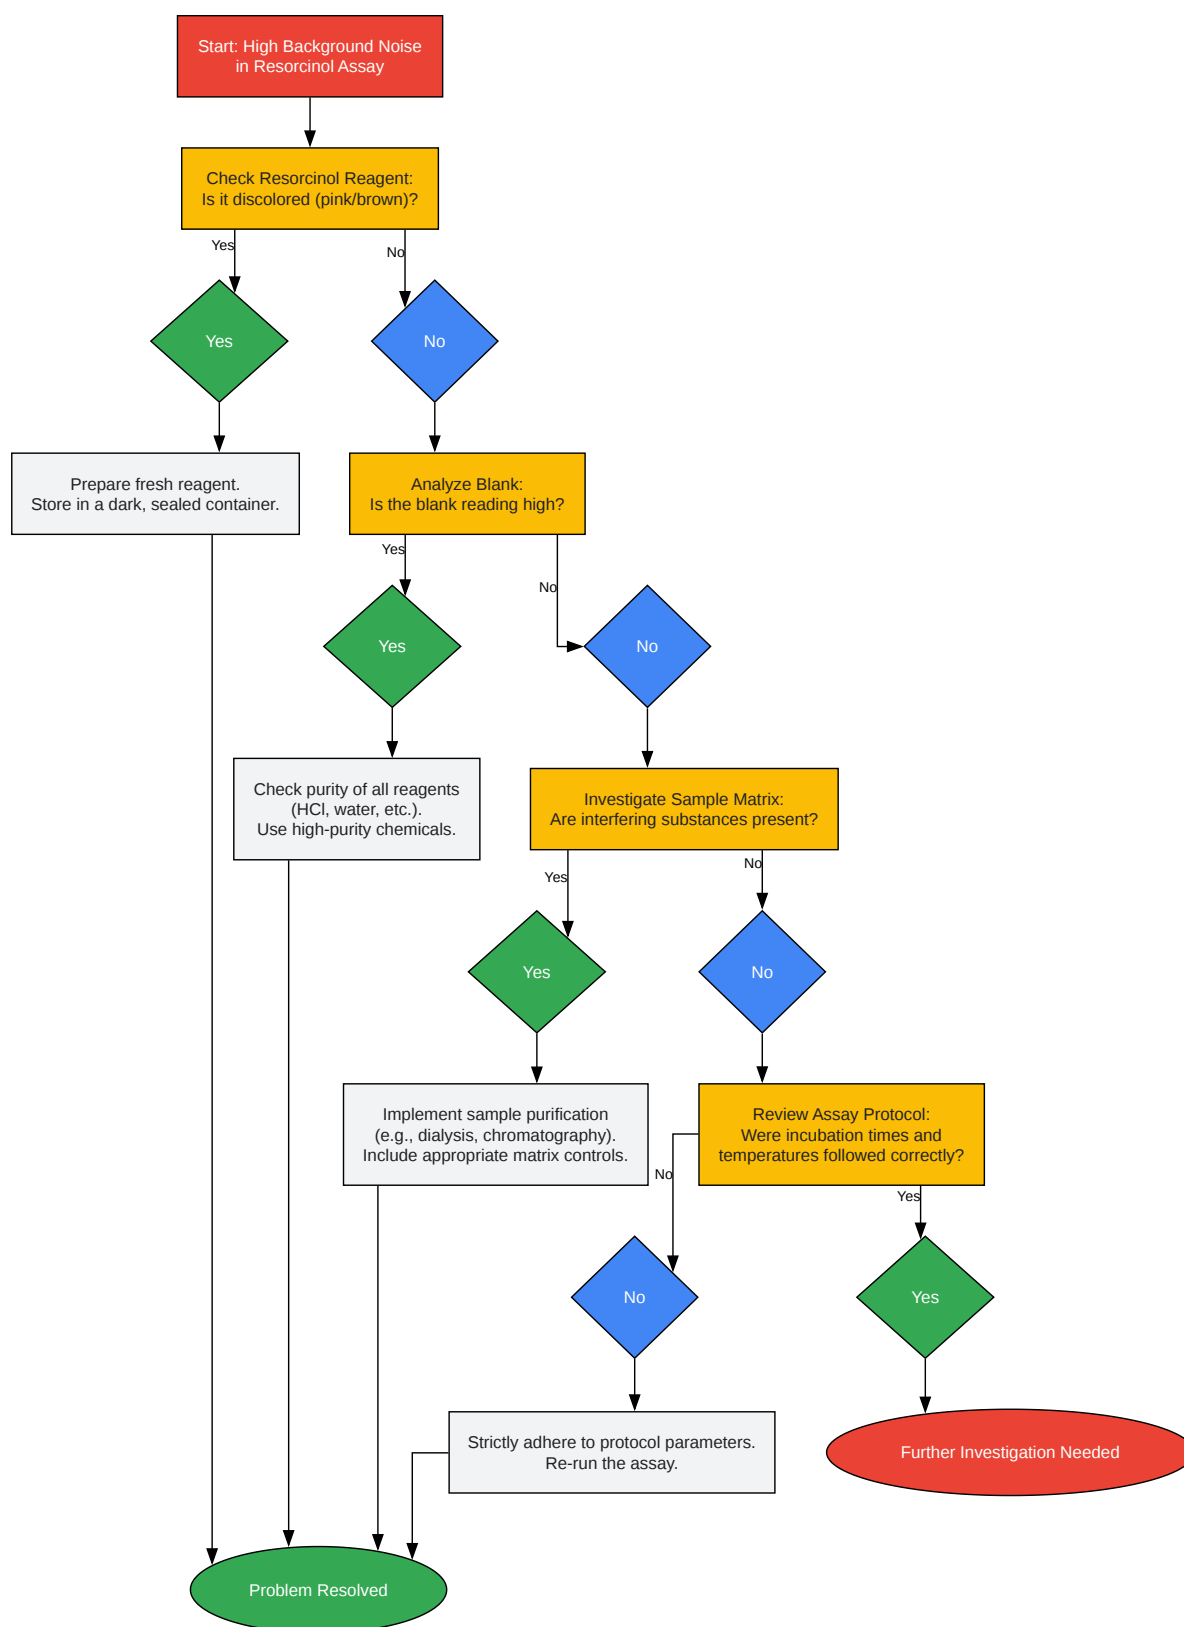 Start: High Background Noise
in Resorcinol Assay
Check Resorcinol Reagent:
Is it discolored (pink/brown)?
Yes
No
Yes
No
Prepare fresh reagent.
Store in a dark, sealed container.
Analyze Blank:
Is the blank reading high?
Yes
No
Yes
No
Check purity of all reagents
(HCl, water, etc.).
Use high-purity chemicals.
Investigate Sample Matrix:
Are interfering substances present?
Yes
No
Yes
No
Implement sample purification
(e.g., dialysis, chromatography).
Include appropriate matrix controls.
Review Assay Protocol:
Were incubation times and
temperatures followed correctly?
No
Yes
No
Yes
Strictly adhere to protocol parameters.
Re-run the assay.
Further Investigation Needed
Problem Resolved